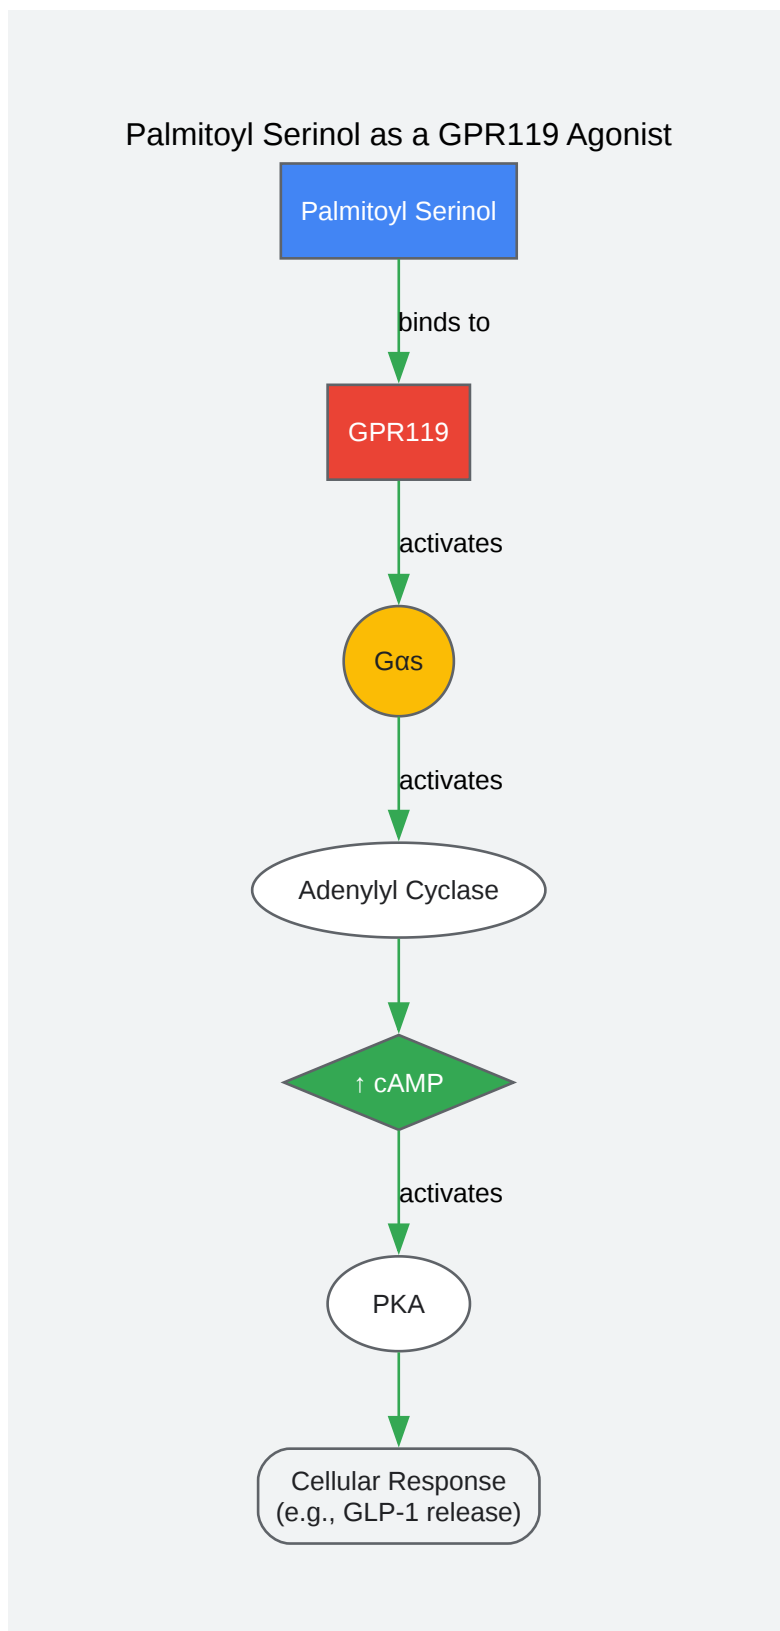 Palmitoyl Serinol as a GPR119 Agonist
Palmitoyl Serinol
binds to
GPR119
activates
Gαs
activates
Adenylyl Cyclase
↑ cAMP
activates
PKA
Cellular Response
(e.g., GLP-1 release)